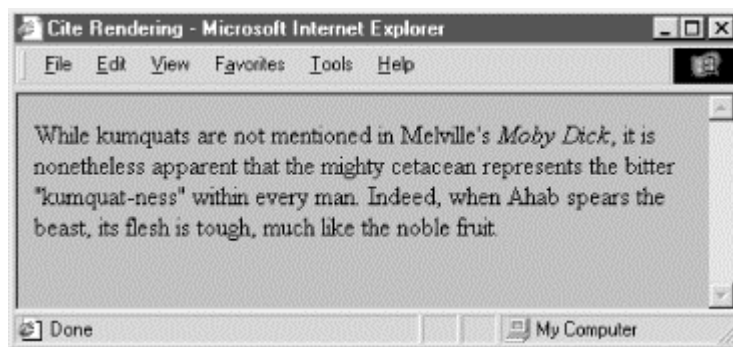 Cite Rendering - Microsoft Internet Explorer
File Edit View Favorites Tools Help
While kumquats are not mentioned in Melville's Moby Dick, it is
nonetheless apparent that the mighty cetacean represents the bitter
"kumquat-ness" within every man. Indeed, when Ahab spears the
beast, its flesh is tough, much like the noble fruit.
Done My Computer